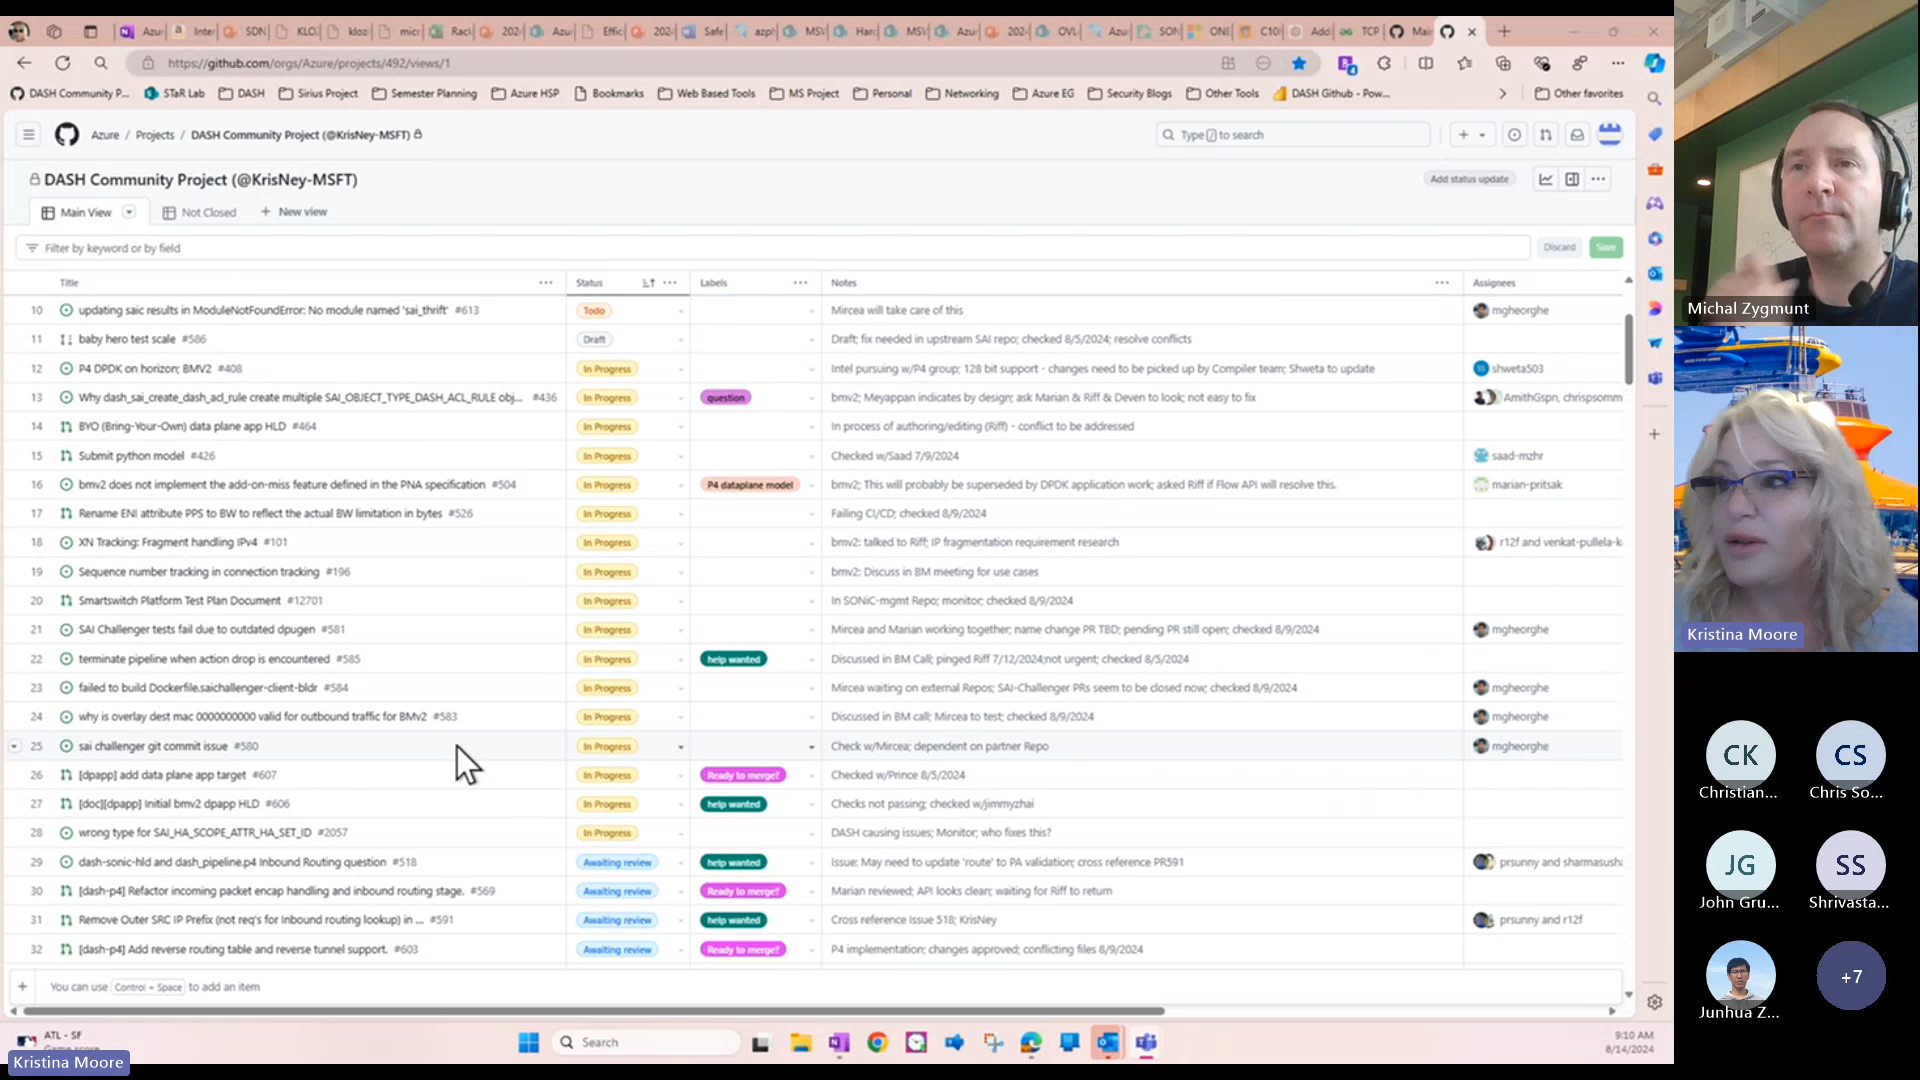 Azur
Inter
SDN
KLO
kloz
micr
Rack
2024
Azur
Effic
2024
Safe
azph
MSV
Hard
MSV
Azur
2024
OVL
Azur
SON
ONE
C10
Add
TCP
Mai
https://github.com/orgs/Azure/projects/492/views/1
DASH Community P... STaR Lab DASH Sirius Project Semester Planning Azure HSP Bookmarks Web Based Tools MS Project Personal Networking Azure EG Security Blogs Other Tools DASH Github - Pow... Other favorites
Azure / Projects / DASH Community Project (@KrisNey-MSFT)
Type / to search
DASH Community Project (@KrisNey-MSFT)
Add status update
Main View Not Closed + New view
Filter by keyword or by field
Discard Save
Title Status Labels Notes Assignees
10 updating saic results in ModuleNotFoundError: No module named 'sai_thrift' #613 Todo Mircea will take care of this mgheorghe
11 baby hero test scale #586 Draft Draft; fix needed in upstream SAI repo; checked 8/5/2024; resolve conflicts
12 P4 DPDK on horizon; BMV2 #408 In Progress Intel pursuing w/P4 group; 128 bit support - changes need to be picked up by Compiler team; Shweta to update shweta503
13 Why dash_sai_create_dash_acl_rule create multiple SAI_OBJECT_TYPE_DASH_ACL_RULE obj... #436 In Progress question bmv2; Meyappan indicates by design; ask Marian & Riff & Deven to look; not easy to fix AmithGspn, chrispsomm
14 BYO (Bring-Your-Own) data plane app HLD #464 In Progress In process of authoring/editing (Riff) - conflict to be addressed
15 Submit python model #426 In Progress Checked w/Saad 7/9/2024 saad-mzhr
16 bmv2 does not implement the add-on-miss feature defined in the PNA specification #504 In Progress P4 dataplane model bmv2; This will probably be superseded by DPDK application work; asked Riff if Flow API will resolve this. marian-pritsak
17 Rename ENI attribute PPS to BW to reflect the actual BW limitation in bytes #526 In Progress Failing CI/CD; checked 8/9/2024
18 XN Tracking: Fragment handling IPv4 #101 In Progress bmv2: talked to Riff; IP fragmentation requirement research r12f and venkat-pullela-k
19 Sequence number tracking in connection tracking #196 In Progress bmv2: Discuss in BM meeting for use cases
20 Smartswitch Platform Test Plan Document #12701 In Progress In SONiC-mgmt Repo; monitor; checked 8/9/2024
21 SAI Challenger tests fail due to outdated dpugen #581 In Progress Mircea and Marian working together; name change PR TBD; pending PR still open; checked 8/9/2024 mgheorghe
22 terminate pipeline when action drop is encountered #585 In Progress help wanted Discussed in BM Call; pinged Riff 7/12/2024;not urgent; checked 8/5/2024
23 failed to build Dockerfile.saichallenger-client-bldr #584 In Progress Mircea waiting on external Repos; SAI-Challenger PRs seem to be closed now; checked 8/9/2024 mgheorghe
24 why is overlay dest mac 0000000000 valid for outbound traffic for BMv2 #583 In Progress Discussed in BM call; Mircea to test; checked 8/9/2024 mgheorghe
25 sai challenger git commit issue #580 In Progress Check w/Mircea; dependent on partner Repo mgheorghe
26 [dpapp] add data plane app target #607 In Progress Ready to merge? Checked w/Prince 8/5/2024
27 [doc][dpapp] Initial bmv2 dpapp HLD #606 In Progress help wanted Checks not passing; checked w/jimmyzhai
28 wrong type for SAI_HA_SCOPE_ATTR_HA_SET_ID #2057 In Progress DASH causing issues; Monitor; who fixes this?
29 dash-sonic-hld and dash_pipeline.p4 Inbound Routing question #518 Awaiting review help wanted Issue: May need to update 'route' to PA validation; cross reference PR591 prsunny and sharmasush
30 [dash-p4] Refactor incoming packet encap handling and inbound routing stage. #569 Awaiting review Ready to merge? Marian reviewed; API looks clean; waiting for Riff to return
31 Remove Outer SRC IP Prefix (not req's for Inbound routing lookup) in ... #591 Awaiting review help wanted Cross reference Issue 518; KrisNey prsunny and r12f
32 [dash-p4] Add reverse routing table and reverse tunnel support. #603 Awaiting review Ready to merge? P4 implementation; changes approved; conflicting files 8/9/2024
+ You can use Control + Space to add an item
ATL - SF
Game score
Search
9:10 AM
8/14/2024
Kristina Moore
Michal Zygmunt
Kristina Moore
CK
Christian...
CS
Chris So...
JG
John Gru...
SS
Shrivasta...
Junhua Z...
+7